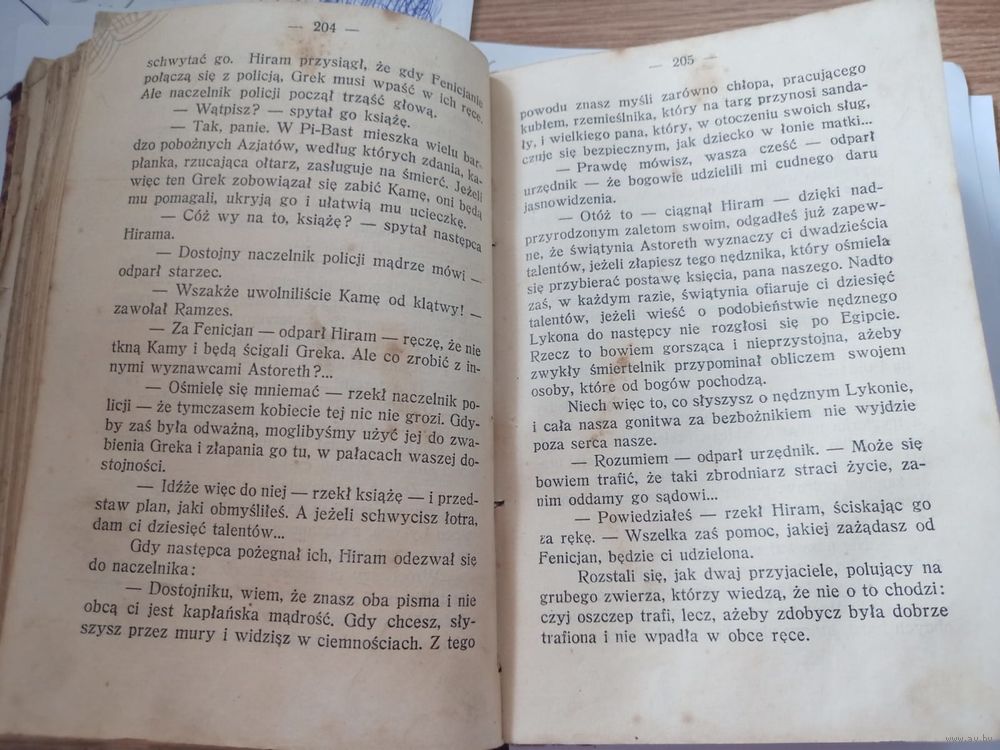 — 204 —
schwytać go. Hiram przysiągł, że gdy Fenicjanie
połączą się z policją, Grek musi wpaść w ich ręce.
Ale naczelnik policji począł trząść głową.
— Wątpisz? — spytał go książę.
— Tak, panie. W Pi-Bast mieszka wielu bar-
dzo pobożnych Azjatów, według których zdania, ka-
płanka, rzucająca ołtarz, zasługuje na śmierć. Jeżeli
więc ten Grek zobowiązał się zabić Kamę, oni będą
mu pomagali, ukryją go i ułatwią mu ucieczkę.
— Cóż wy na to, książę? — spytał następca
Hirama.
— Dostojny naczelnik policji mądrze mówi —
odparł starzec.
— Wszakże uwolniliście Kamę od klątwy! —
zawołał Ramzes.
— Za Fenicjan — odparł Hiram — ręczę, że nie
tkną Kamy i będą ścigali Greka. Ale co zrobić z in-
nymi wyznawcami Astoreth?...
— Ośmielę się mniemać — rzekł naczelnik po-
licji — że tymczasem kobiecie tej nic nie grozi. Gdy-
by zaś była odważną, moglibyśmy użyć jej do zwa-
bienia Greka i złapania go tu, w pałacach waszej do-
stojności.
— Idźże więc do niej — rzekł książę — i przed-
staw plan, jaki obmyśliłeś. A jeżeli schwycisz łotra,
dam ci dziesięć talentów...
Gdy następca pożegnał ich, Hiram odezwał się
do naczelnika:
— Dostojniku, wiem, że znasz oba pisma i nie
obcą ci jest kapłańska mądrość. Gdy chcesz, sły-
szysz przez mury i widzisz w ciemnościach. Z tego
— 205 —
powodu znasz myśli zarówno chłopa, pracującego
kubłem, rzemieślnika, który na targ przynosi sanda-
ły, i wielkiego pana, który, w otoczeniu swoich sług,
czuje się bezpiecznym, jak dziecko w łonie matki...
— Prawdę mówisz, wasza cześć — odparł
urzędnik — że bogowie udzielili mi cudnego daru
jasnowidzenia.
— Otóż to — ciągnął Hiram — dzięki nad-
przyrodzonym zaletom swoim, odgadłeś już zapew-
ne, że świątynia Astoreth wyznaczy ci dwadzieścia
talentów, jeżeli złapiesz tego nędznika, który ośmiela
się przybierać postawę księcia, pana naszego. Nadto
zaś, w każdym razie, świątynia ofiaruje ci dziesięć
talentów, jeżeli wieść o podobieństwie nędznego
Lykona do następcy nie rozgłosi się po Egipcie.
Rzecz to bowiem gorsząca i nieprzystojna, ażeby
zwykły śmiertelnik przypominał obliczem swojem
osoby, które od bogów pochodzą.
Niech więc to, co słyszysz o nędznym Lykonie,
i cała nasza gonitwa za bezbożnikiem nie wyjdzie
poza serca nasze.
— Rozumiem — odparł urzędnik. — Może się
bowiem trafić, że taki zbrodniarz straci życie, za-
nim oddamy go sądowi...
— Powiedziałeś — rzekł Hiram, ściskając go
za rękę. — Wszelka zaś pomoc, jakiej zażądasz od
Fenicjan, będzie ci udzielona.
Rozstali się, jak dwaj przyjaciele, polujący na
grubego zwierza, którzy wiedzą, że nie o to chodzi:
czyj oszczep trafi, lecz, ażeby zdobycz była dobrze
trafiona i nie wpadła w obce ręce.
www.av.by